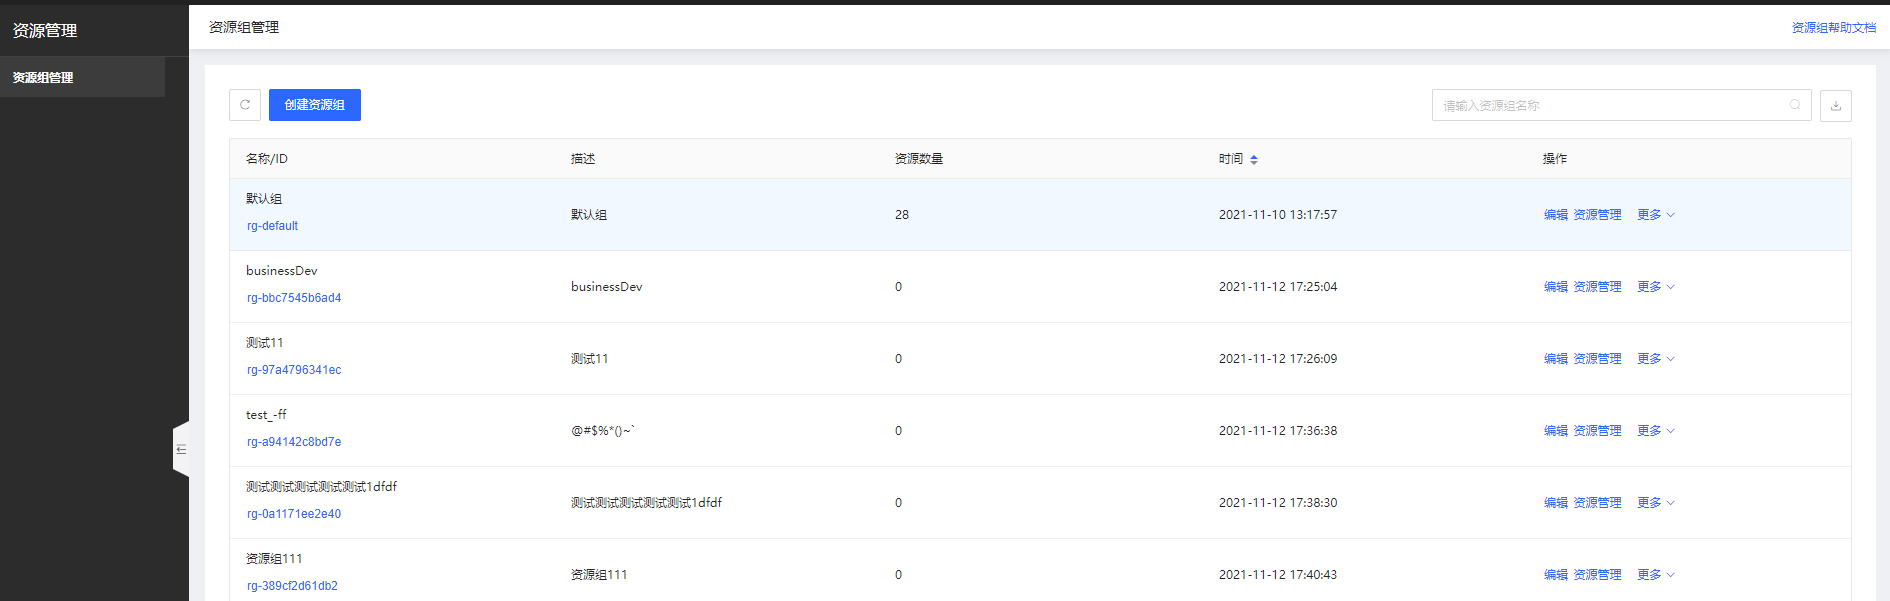 资源管理
资源组管理
资源组管理
资源组帮助文档
创建资源组
请输入资源组名称
名称/ID 描述 资源数量 时间 操作
默认组
rg-default
默认组 28 2021-11-10 13:17:57 编辑 资源管理 更多
businessDev
rg-bbc7545b6ad4
businessDev 0 2021-11-12 17:25:04 编辑 资源管理 更多
测试11
rg-97a4796341ec
测试11 0 2021-11-12 17:26:09 编辑 资源管理 更多
test_-ff
rg-a94142c8bd7e
@#$%*()~` 0 2021-11-12 17:36:38 编辑 资源管理 更多
测试测试测试测试测试1dfdf
rg-0a1171ee2e40
测试测试测试测试测试1dfdf 0 2021-11-12 17:38:30 编辑 资源管理 更多
资源组111
rg-389cf2d61db2
资源组111 0 2021-11-12 17:40:43 编辑 资源管理 更多